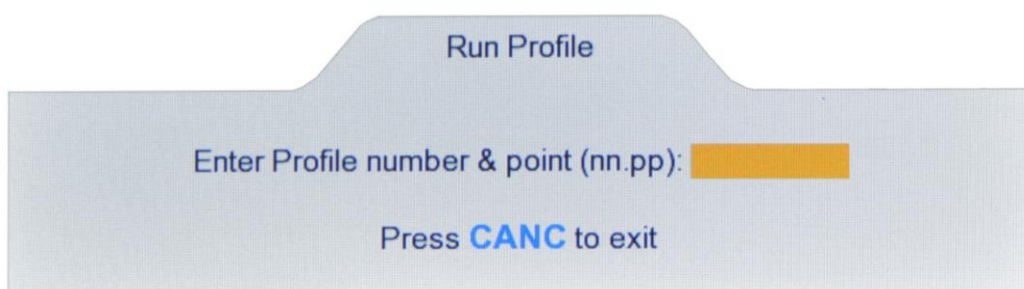 Run Profile
Enter Profile number & point (nn.pp):
Press CANC to exit